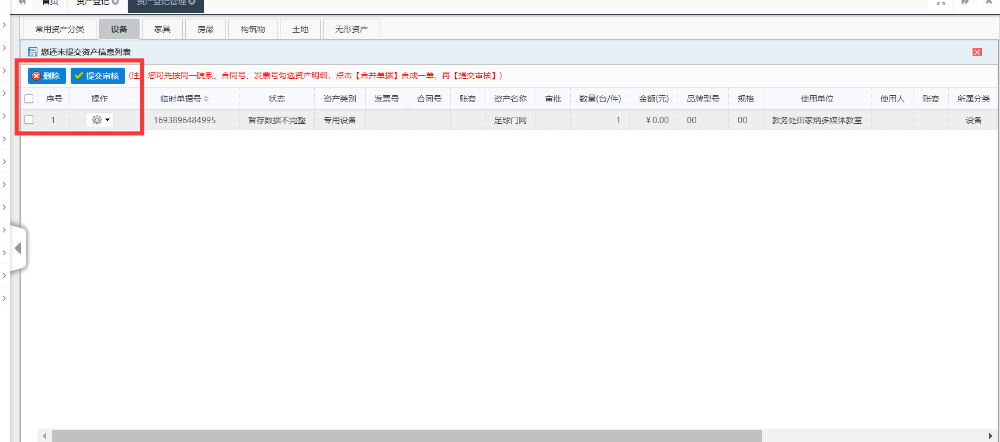 首页 资产登记 资产登记管理
常用资产分类 设备 家具 房屋 构筑物 土地 无形资产
您还未提交资产信息列表
删除 提交审核 (注 您可先按同一院系、合同号、发票号勾选资产明细，点击【合并单据】合成一单，再【提交审核】)
序号 操作 临时单据号 状态 资产类别 发票号 合同号 账套 资产名称 审批 数量(台/件) 金额(元) 品牌型号 规格 使用单位 使用人 账套 所属分类
1 1693896484995 暂存数据不完整 专用设备 足球门网 1 ￥0.00 00 00 教务处田家炳多媒体教室 设备